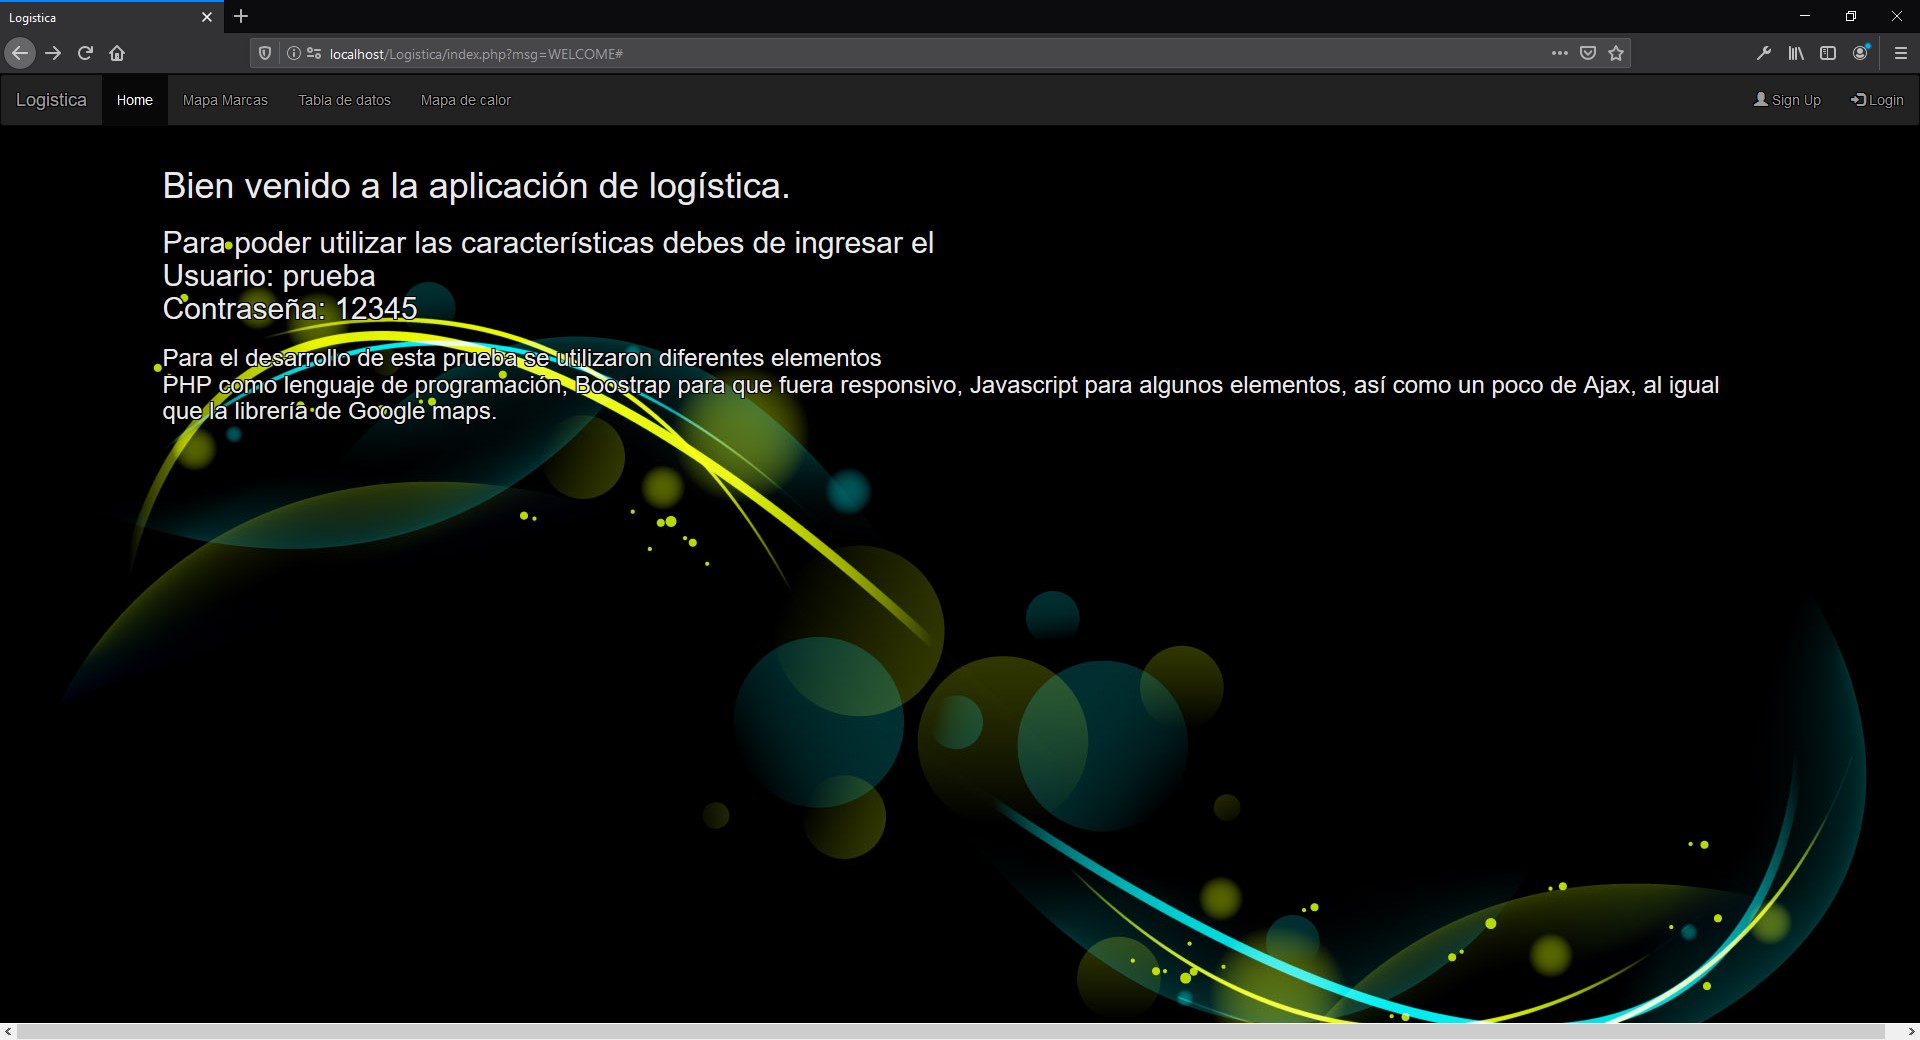 Logistica
localhost/Logistica/index.php?msg=WELCOME#
Logistica Home Mapa Marcas Tabla de datos Mapa de calor Sign Up Login
Bien venido a la aplicación de logística.
Para poder utilizar las características debes de ingresar el
Usuario: prueba
Contraseña: 12345
Para el desarrollo de esta prueba se utilizaron diferentes elementos
PHP como lenguaje de programación, Boostrap para que fuera responsivo, Javascript para algunos elementos, así como un poco de Ajax, al igual
que la librería de Google maps.